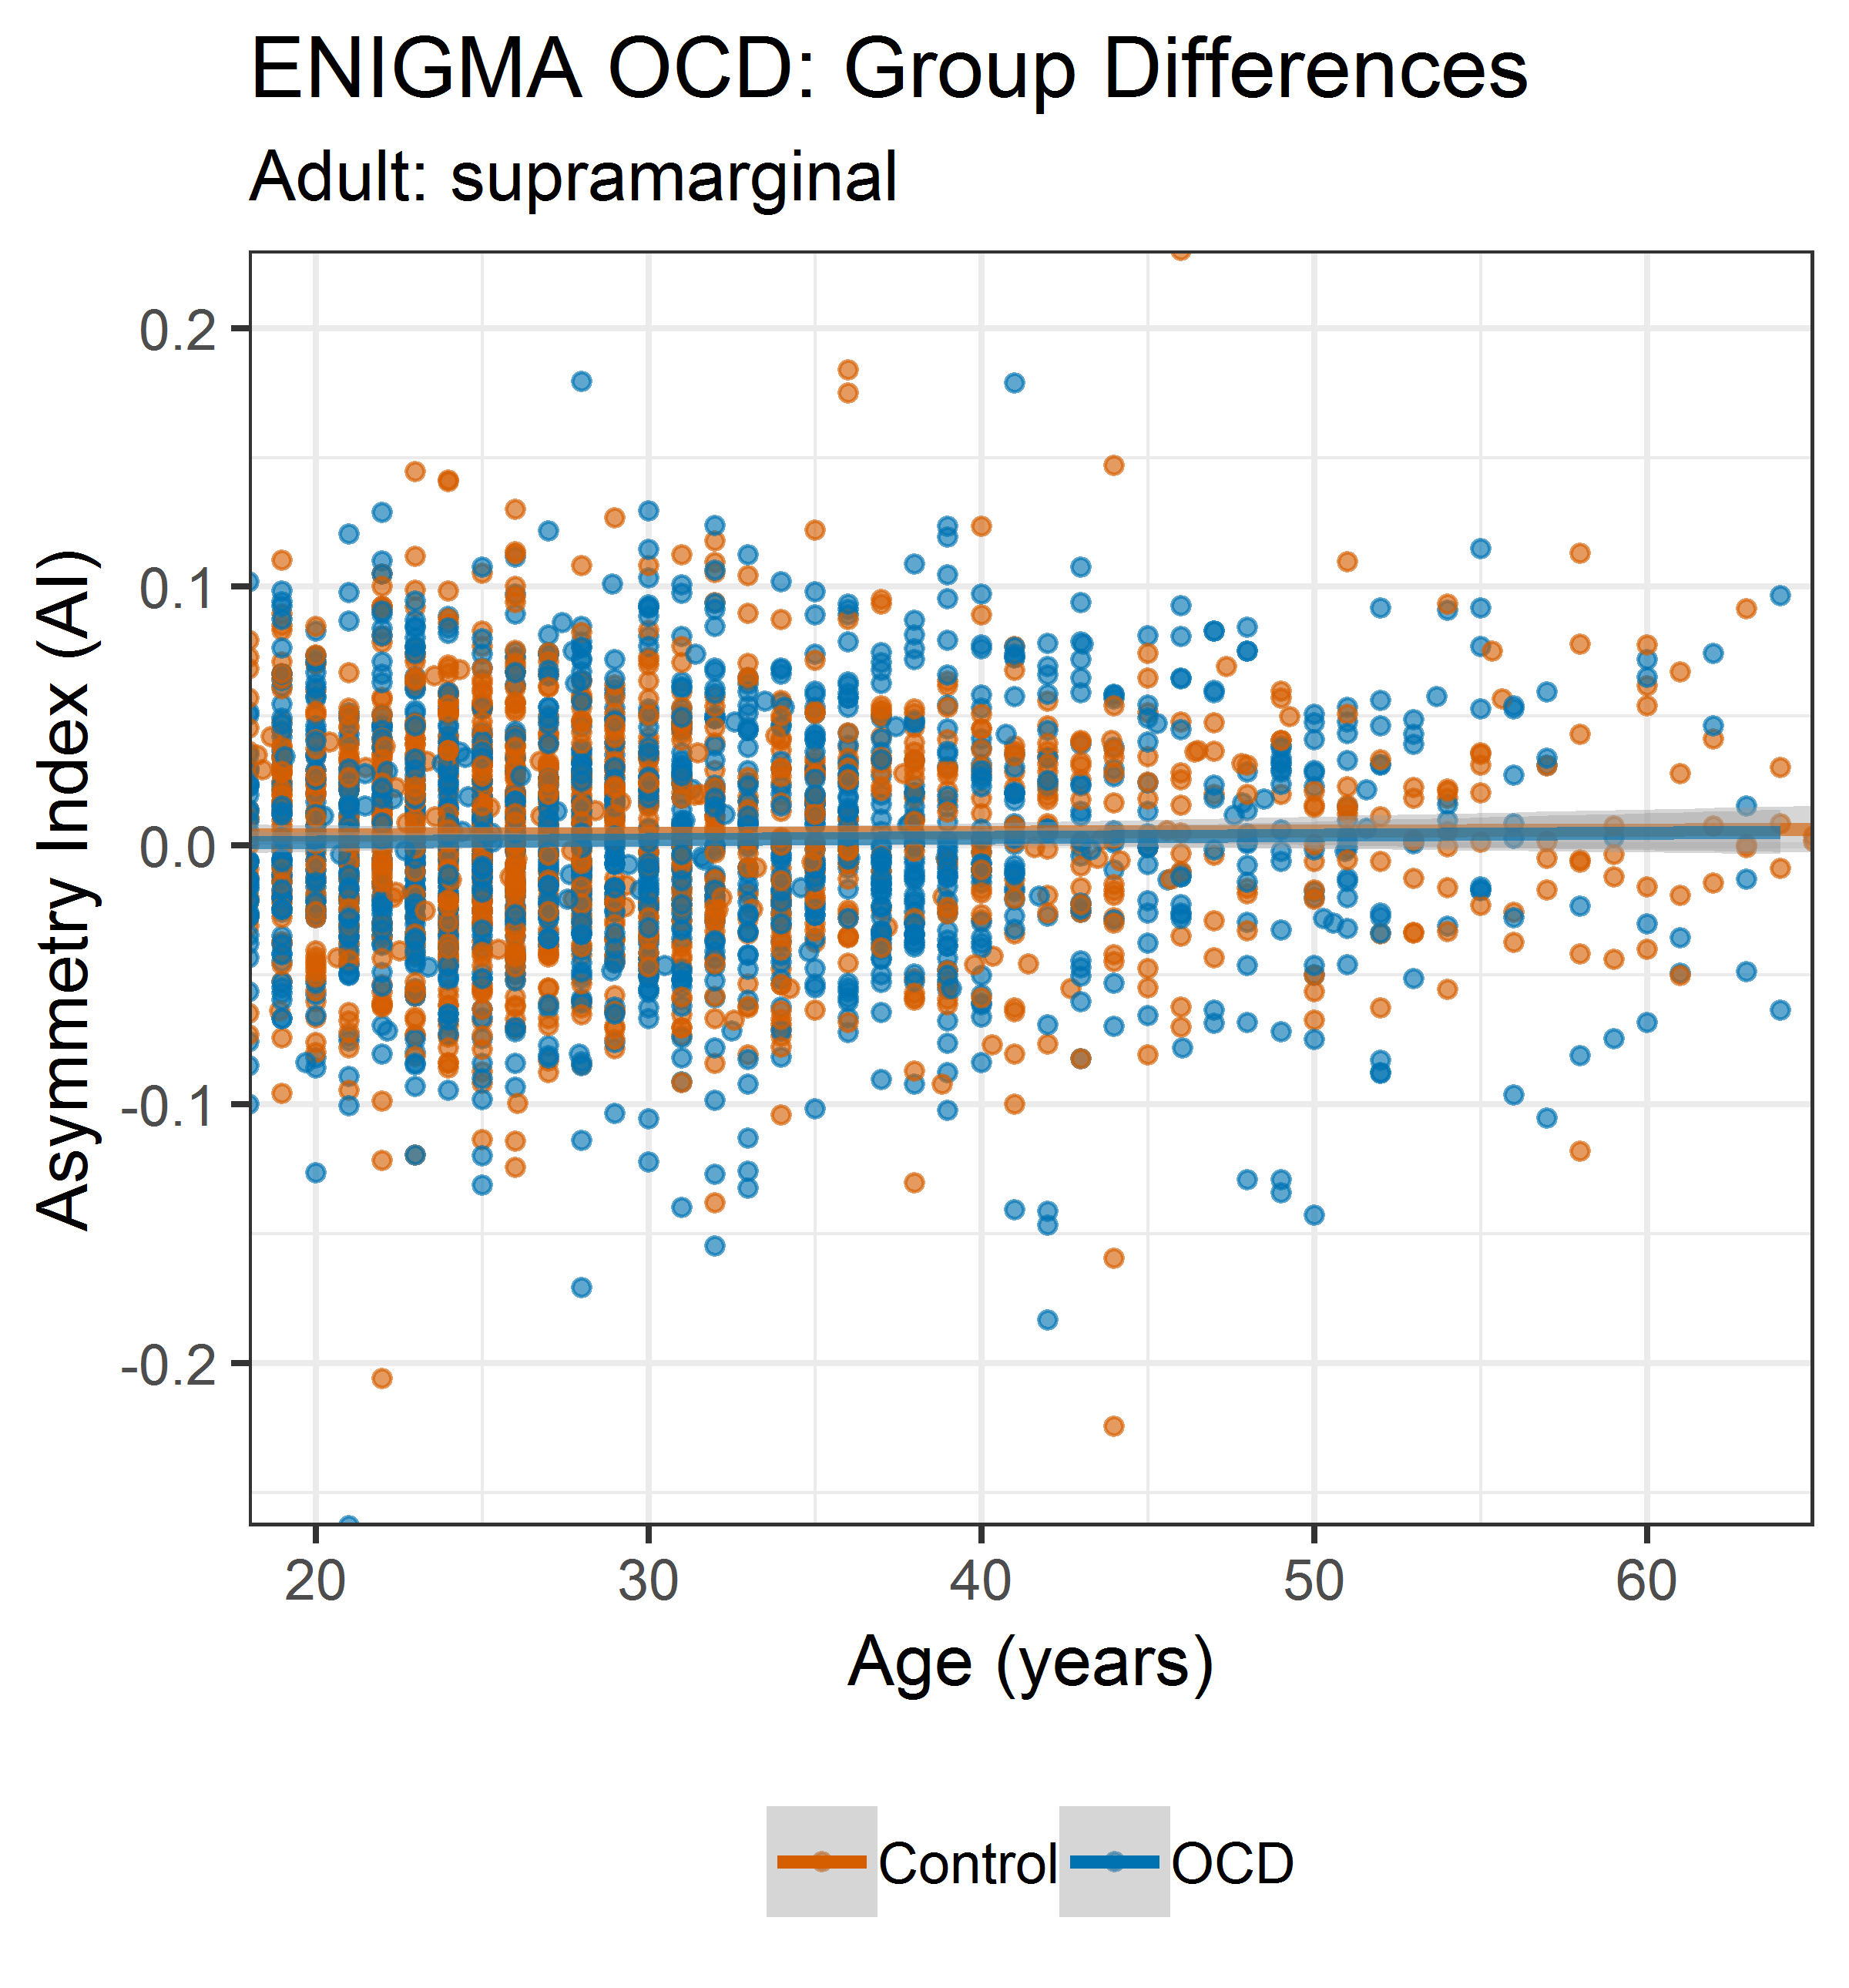 ENIGMA OCD: Group Differences
Adult: supramarginal
Asymmetry Index (AI)
0.2
0.1
0.0
-0.1
-0.2
20 30 40 50 60
Age (years)
Control OCD